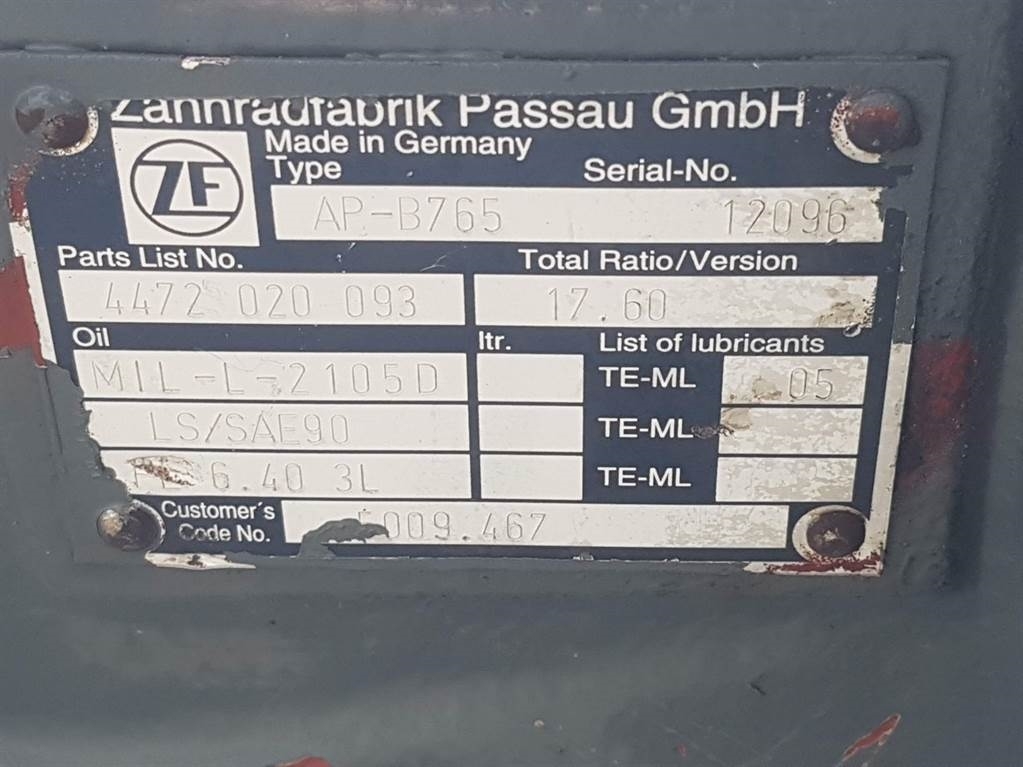 Zahnradfabrik Passau GmbH
ZF
Made in Germany
Type Serial-No.
AP-B765 12096
Parts List No. Total Ratio/Version
4472 020 093 17.60
Oil ltr. List of lubricants
MIL-L-2105D TE-ML 05
LS/SAE90 TE-ML
6.40 3L TE-ML
Customer's
Code No. 009.467